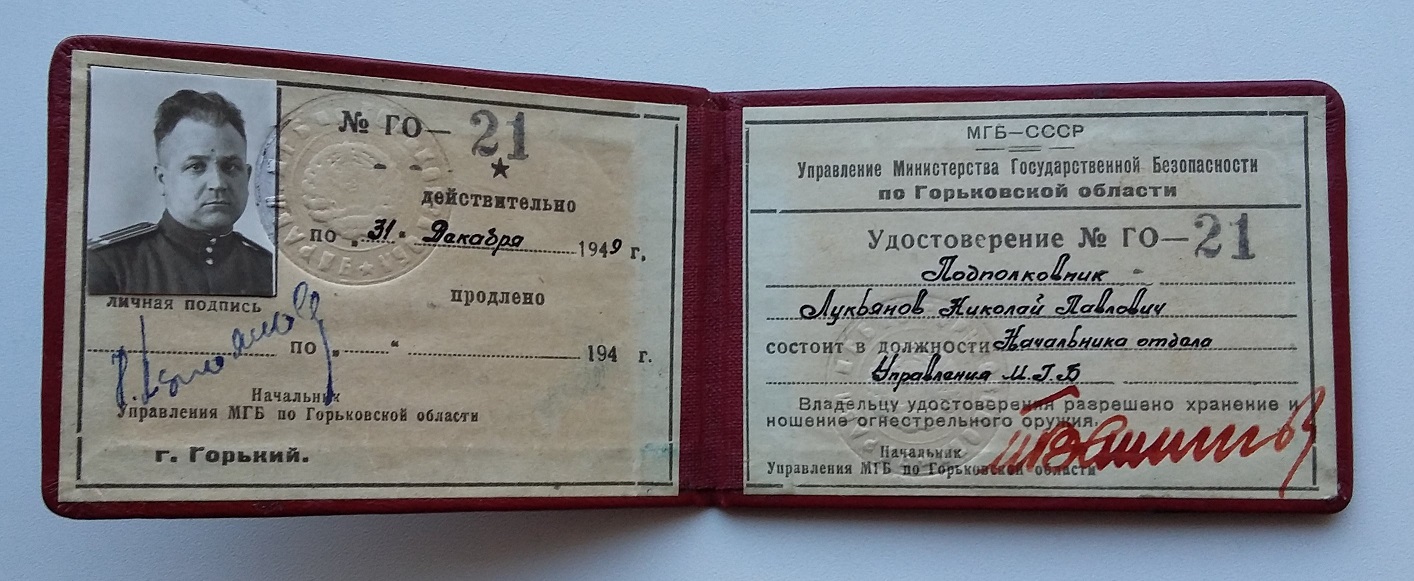 № ГО— 21
действительно
по „ 31 “ Декабря 1949 г.
личная подпись
продлено
по „ “ 194 г.
Начальник
Управления МГБ по Горьковской области
г. Горький.
МГБ—СССР
Управление Министерства Государственной Безопасности
по Горьковской области
Удостоверение № ГО—21
Подполковник
Лукьянов Николай Павлович
состоит в должности Начальника отдела
Управления М.Г.Б
Владельцу удостоверения разрешено хранение и
ношение огнестрельного оружия.
Начальник
Управления МГБ по Горьковской области